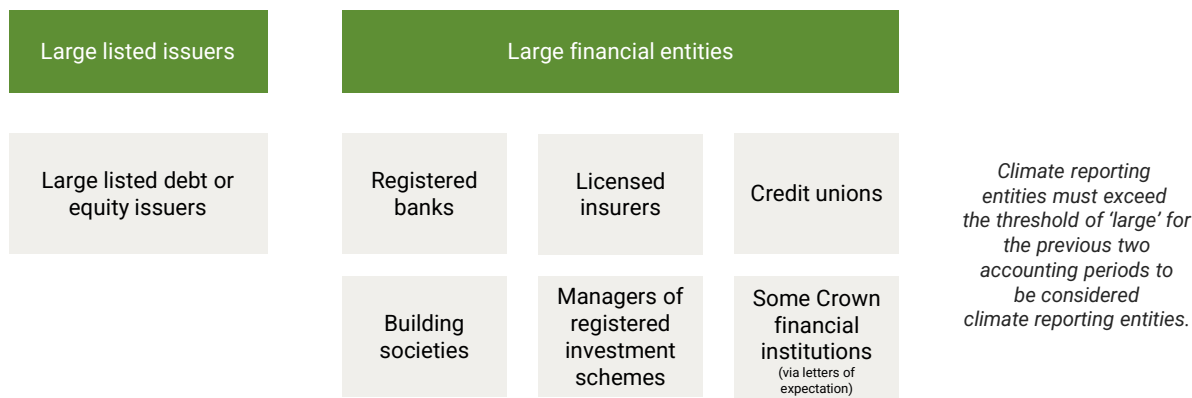 Large listed issuers
Large financial entities
Large listed debt or
equity issuers
Registered
banks
Licensed
insurers
Credit unions
Building
societies
Managers of
registered
investment
schemes
Some Crown
financial
institutions
(via letters of
expectation)
Climate reporting
entities must exceed
the threshold of ‘large’ for
the previous two
accounting periods to
be considered
climate reporting entities.